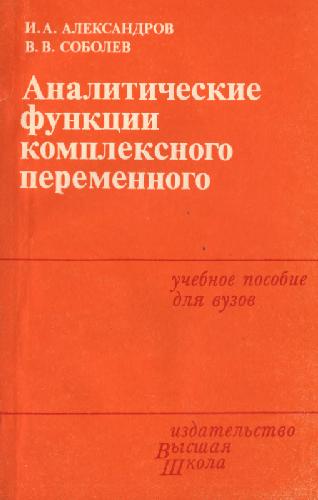 И. А. АЛЕКСАНДРОВ
В. В. СОБОЛЕВ
Аналитические
функции
комплексного
переменного
учебное пособие
для вузов
издательство
Высшая
Школа